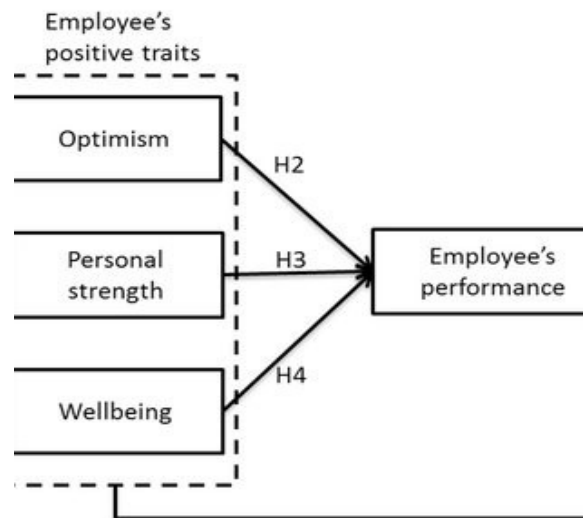 Employee's
positive traits
Optimism
H2
Personal
strength
H3
Employee's
performance
H4
Wellbeing